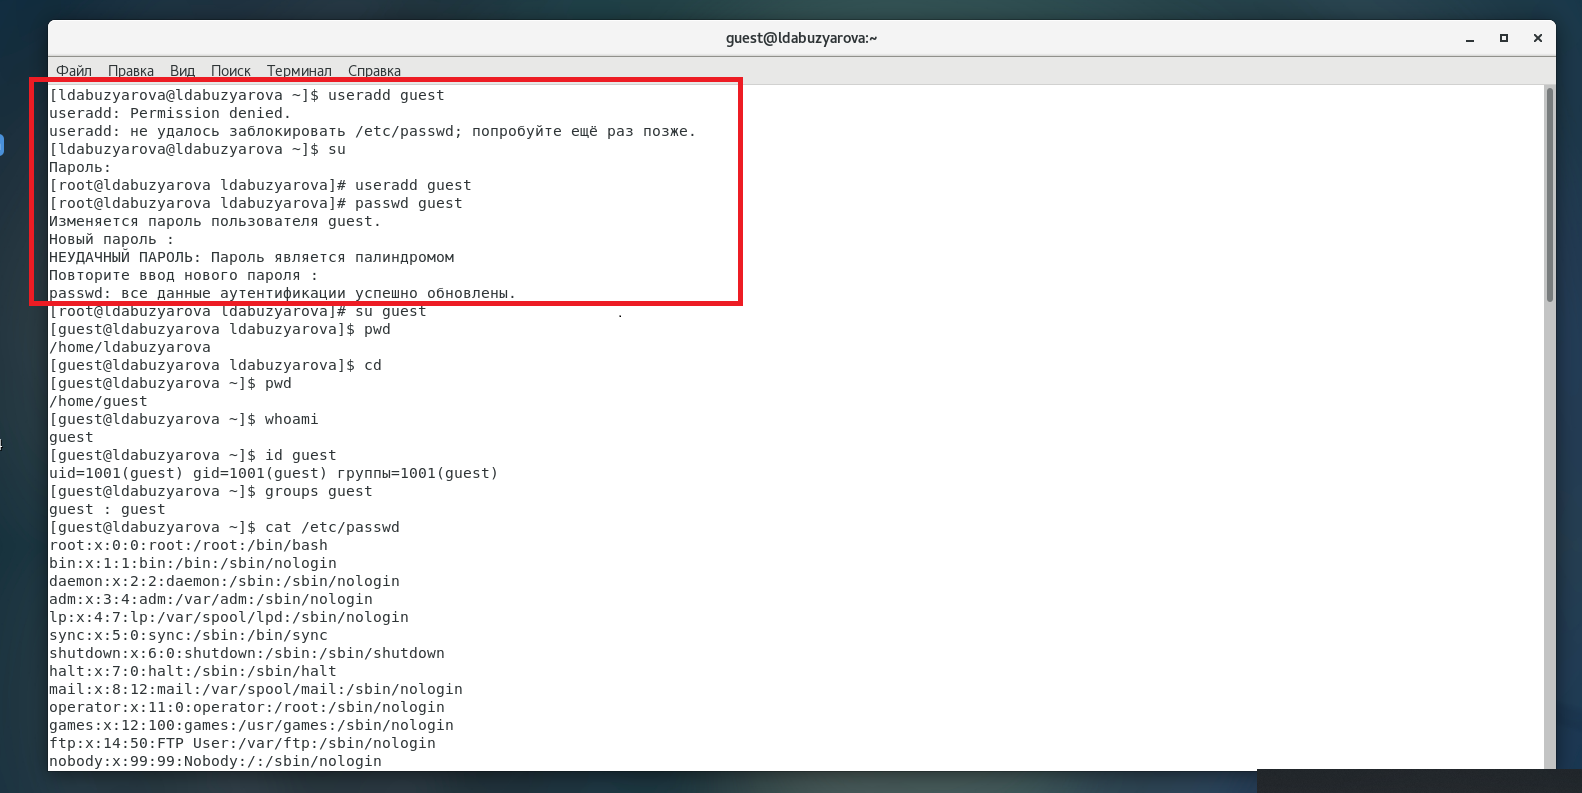 guest@ldabuzyarova:~
Файл Правка Вид Поиск Терминал Справка
[ldabuzyarova@ldabuzyarova ~]$ useradd guest
useradd: Permission denied.
useradd: не удалось заблокировать /etc/passwd; попробуйте ещё раз позже.
[ldabuzyarova@ldabuzyarova ~]$ su
Пароль:
[root@ldabuzyarova ldabuzyarova]# useradd guest
[root@ldabuzyarova ldabuzyarova]# passwd guest
Изменяется пароль пользователя guest.
Новый пароль :
НЕУДАЧНЫЙ ПАРОЛЬ: Пароль является палиндромом
Повторите ввод нового пароля :
passwd: все данные аутентификации успешно обновлены.
[root@ldabuzyarova ldabuzyarova]# su guest
[guest@ldabuzyarova ldabuzyarova]$ pwd
/home/ldabuzyarova
[guest@ldabuzyarova ldabuzyarova]$ cd
[guest@ldabuzyarova ~]$ pwd
/home/guest
[guest@ldabuzyarova ~]$ whoami
guest
[guest@ldabuzyarova ~]$ id guest
uid=1001(guest) gid=1001(guest) группы=1001(guest)
[guest@ldabuzyarova ~]$ groups guest
guest : guest
[guest@ldabuzyarova ~]$ cat /etc/passwd
root:x:0:0:root:/root:/bin/bash
bin:x:1:1:bin:/bin:/sbin/nologin
daemon:x:2:2:daemon:/sbin:/sbin/nologin
adm:x:3:4:adm:/var/adm:/sbin/nologin
lp:x:4:7:lp:/var/spool/lpd:/sbin/nologin
sync:x:5:0:sync:/sbin:/bin/sync
shutdown:x:6:0:shutdown:/sbin:/sbin/shutdown
halt:x:7:0:halt:/sbin:/sbin/halt
mail:x:8:12:mail:/var/spool/mail:/sbin/nologin
operator:x:11:0:operator:/root:/sbin/nologin
games:x:12:100:games:/usr/games:/sbin/nologin
ftp:x:14:50:FTP User:/var/ftp:/sbin/nologin
nobody:x:99:99:Nobody:/:/sbin/nologin